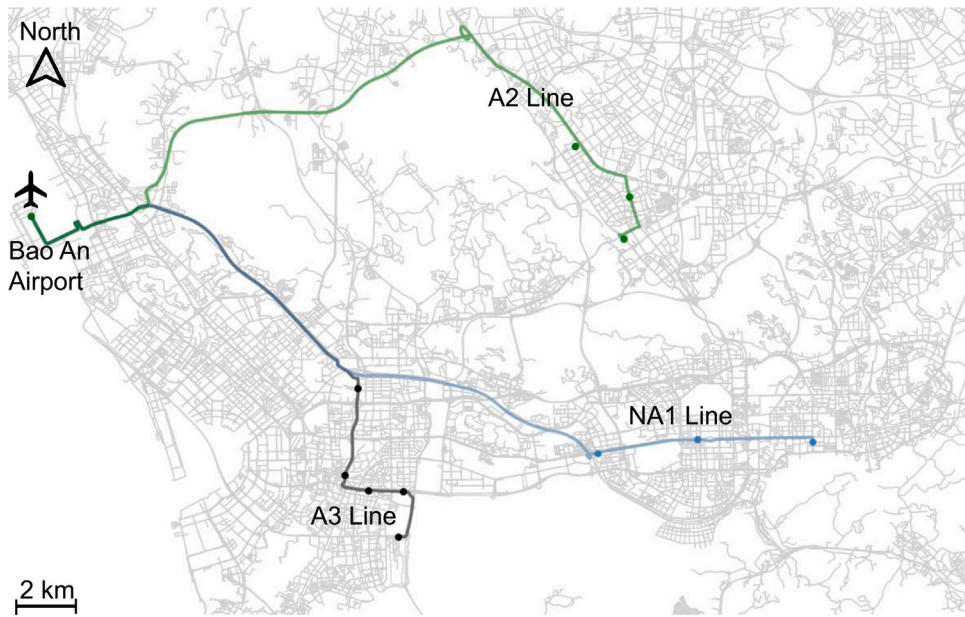 North
A2 Line
Bao An
Airport
NA1 Line
A3 Line
2 km